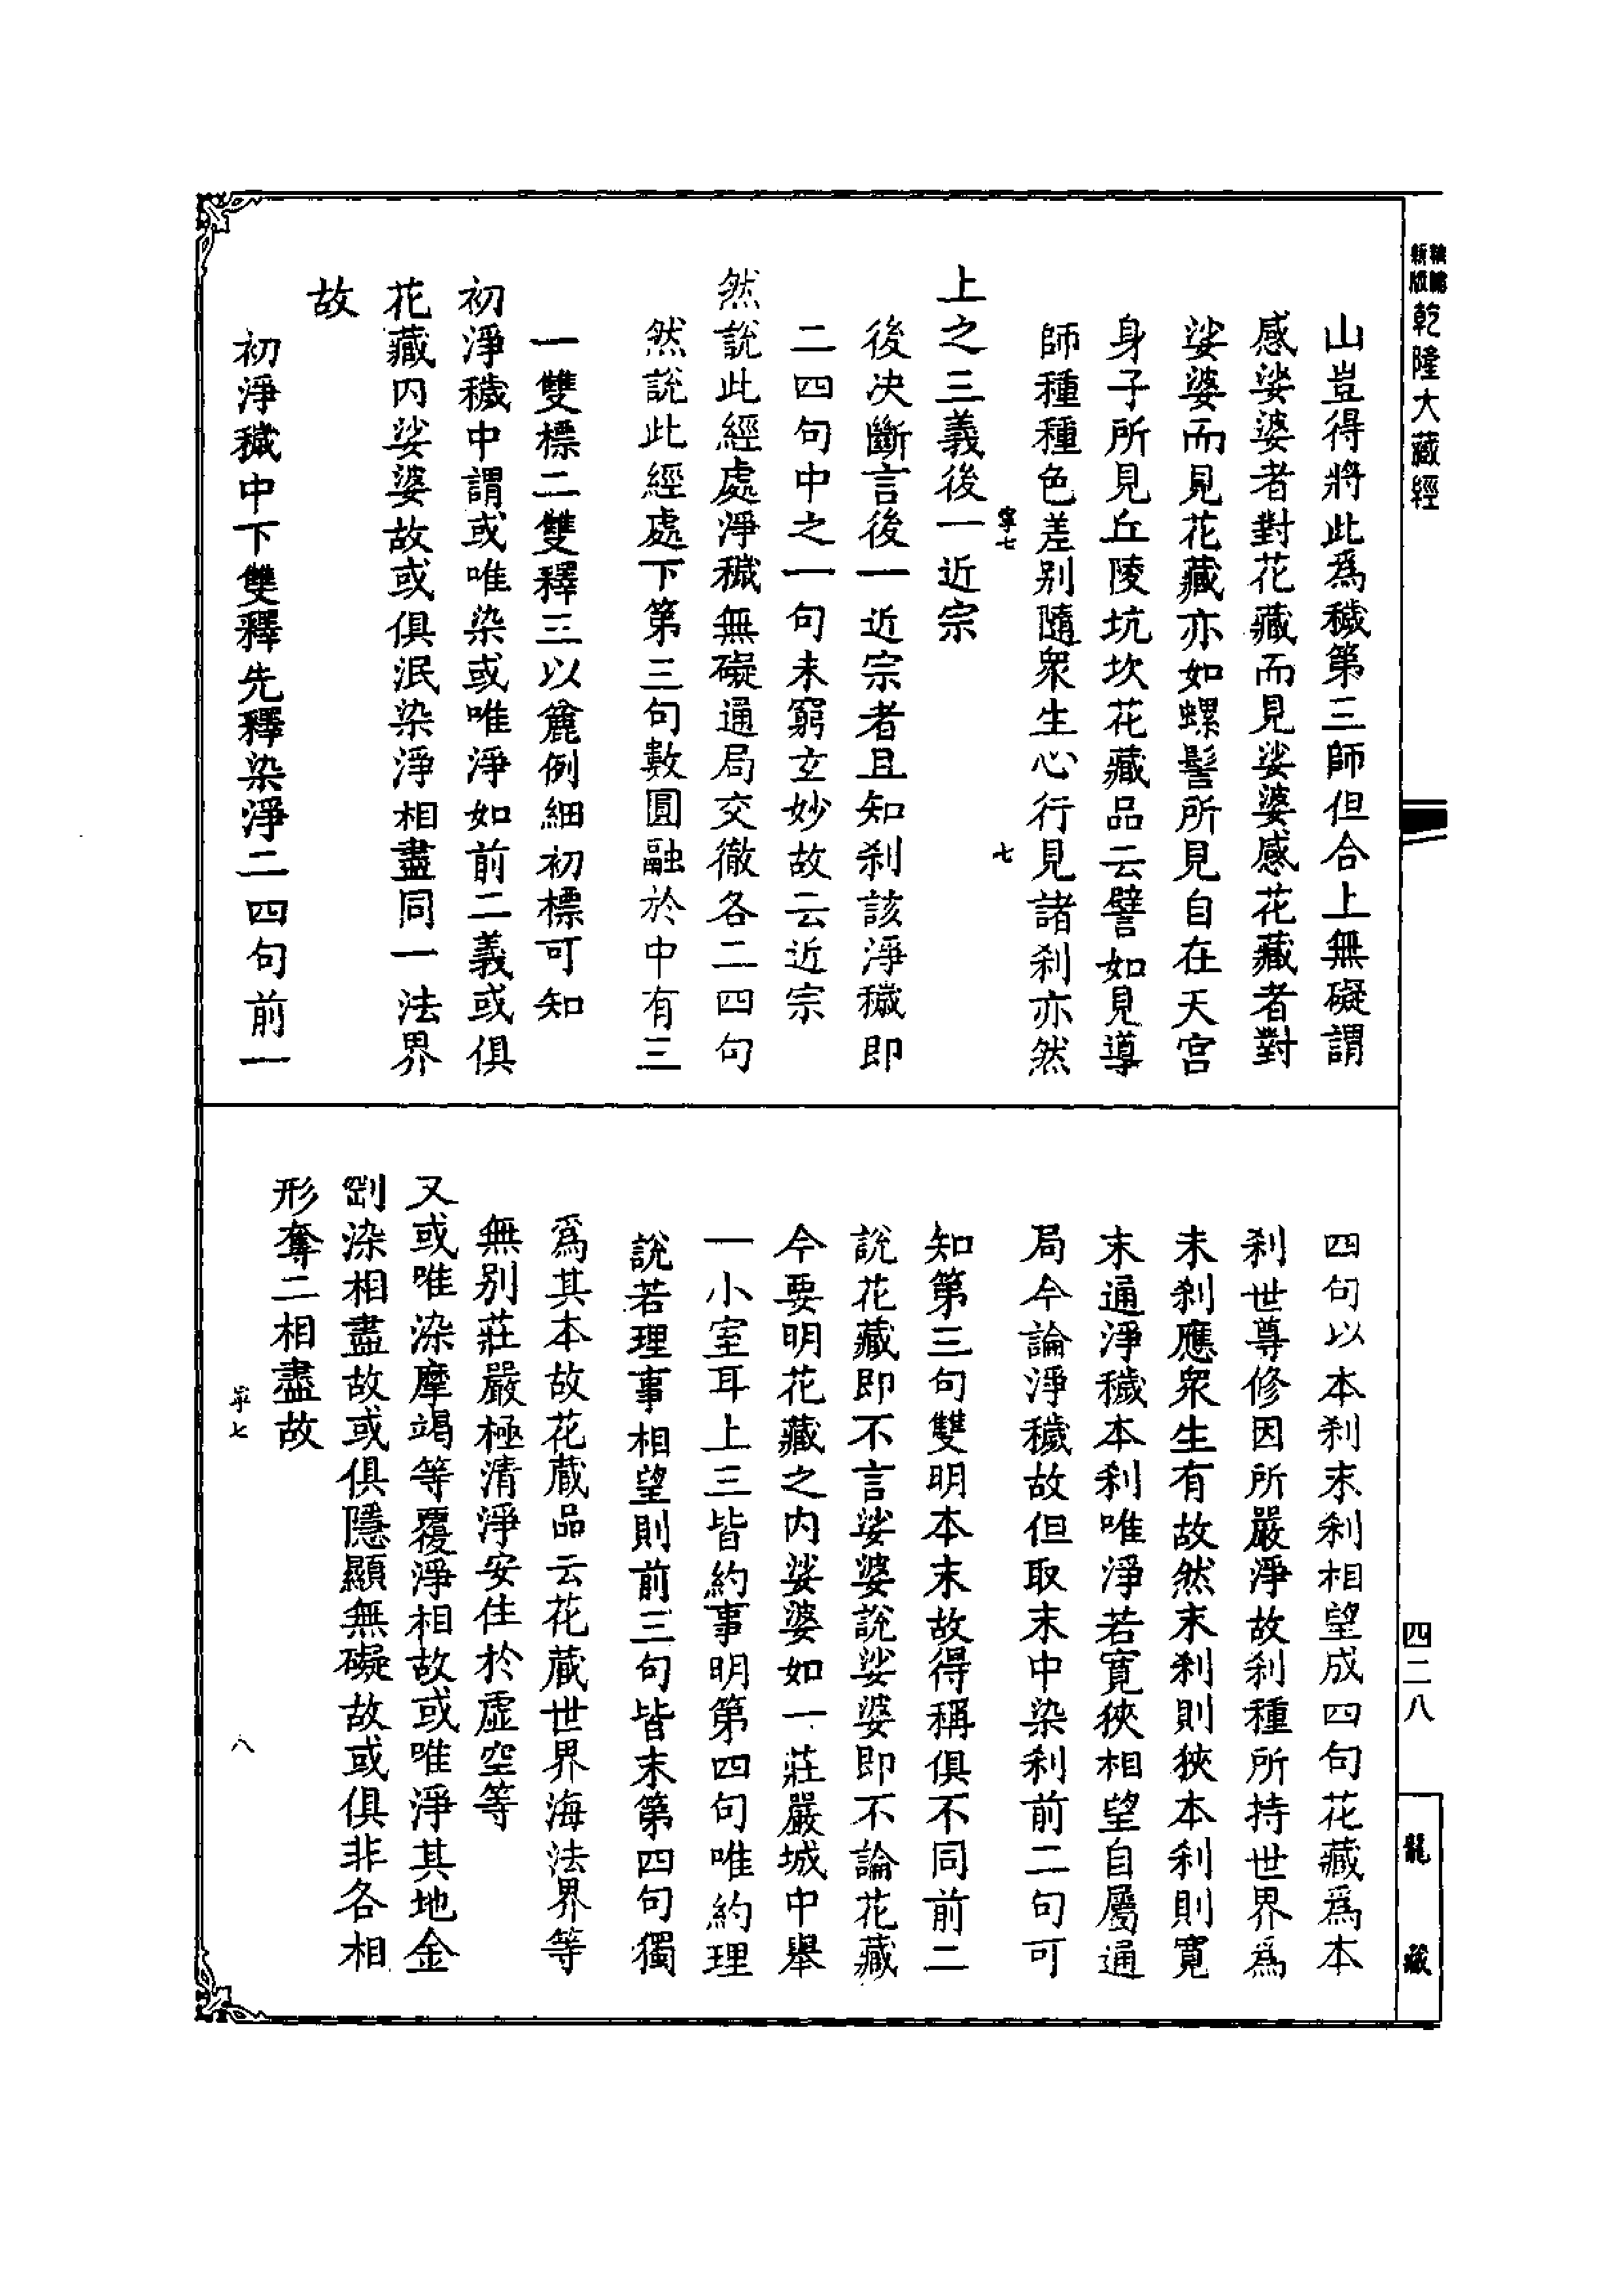 乾隆大藏經
山豈得將此爲穢第三師但合上無礙謂
感娑婆者對花藏而見娑婆感花藏者對
娑婆而見花藏亦如螺髻所見自在天宮
身子所見丘陵坑坎花藏品云譬如見導
師種種色差別隨衆生心行見諸刹亦然
寧七 七
上之三義後一近宗
後決斷言後一近宗者且知刹該淨穢即
二四句中之一句未窮玄妙故云近宗
然說此經處淨穢無礙通局交徹各二四句
然說此經處下第三句數圓融於中有三
一雙標二雙釋三以麁例細初標可知
初淨穢中謂或唯染或唯淨如前二義或俱
花藏内娑婆故或俱泯染淨相盡同一法界
故
初淨穢中下雙釋先釋染淨二四句前一
四句以本刹末刹相望成四句花藏爲本
刹世尊修因所嚴淨故刹種所持世界爲
末刹應衆生有故然末刹則狹本刹則寬
末通淨穢本刹唯淨若寬狹相望自屬通
局今論淨穢故但取末中染刹前二句可
知第三句雙明本末故得稱俱不同前二
說花藏即不言娑婆說娑婆即不論花藏
今要明花藏之内娑婆如一莊嚴城中舉
一小室耳上三皆約事明第四句唯約理
說若理事相望則前三句皆末第四句獨
爲其本故花藏品云花藏世界海法界等
無別莊嚴極清淨安住於虛空等
又或唯染摩竭等覆淨相故或唯淨其地金
剛染相盡故或俱隱顯無礙故或俱非各相
形奪二相盡故
寧七 八
四二八
龍藏